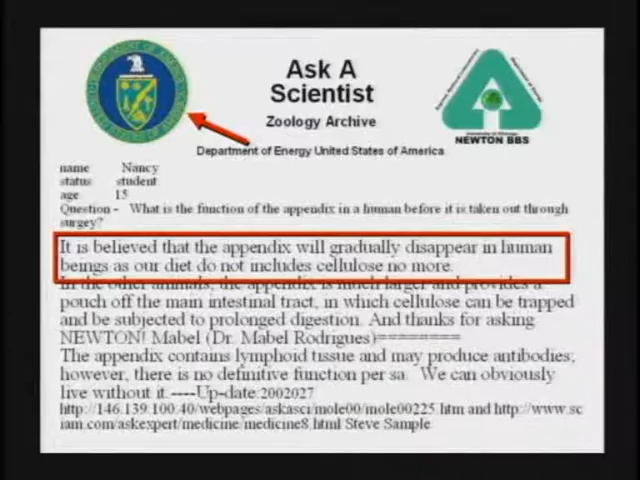 Ask A
Scientist
Zoology Archive
Department of Energy United States of America
NEWTON BBS
name Nancy
status student
age 15
Question - What is the function of the appendix in a human before it is taken out through
surgey?
It is believed that the appendix will gradually disappear in human
beings as our diet do not includes cellulose no more.
In the other animals, the appendix is much larger and provides a
pouch off the main intestinal tract, in which cellulose can be trapped
and be subjected to prolonged digestion. And thanks for asking
NEWTON! Mabel (Dr. Mabel Rodrigues)========
The appendix contains lymphoid tissue and may produce antibodies;
however, there is no definitive function per sa. We can obviously
live without it.----Up-date:2002027
http://146.139.100.40/webpages/askasci/mole00/mole00225.htm and http://www.sc
iam.com/askexpert/medicine/medicine8.html Steve Sample